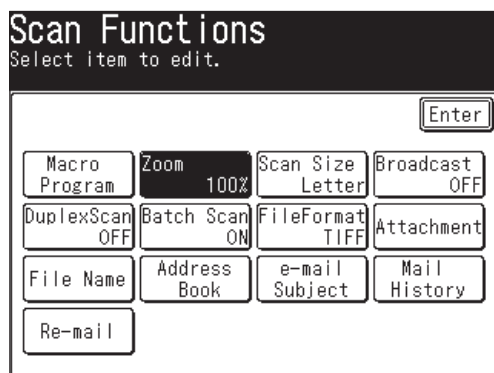 Scan Functions
Select item to edit.
Enter
Macro Program
Zoom 100%
Scan Size Letter
Broadcast OFF
DuplexScan OFF
Batch Scan ON
FileFormat TIFF
Attachment
File Name
Address Book
e-mail Subject
Mail History
Re-mail